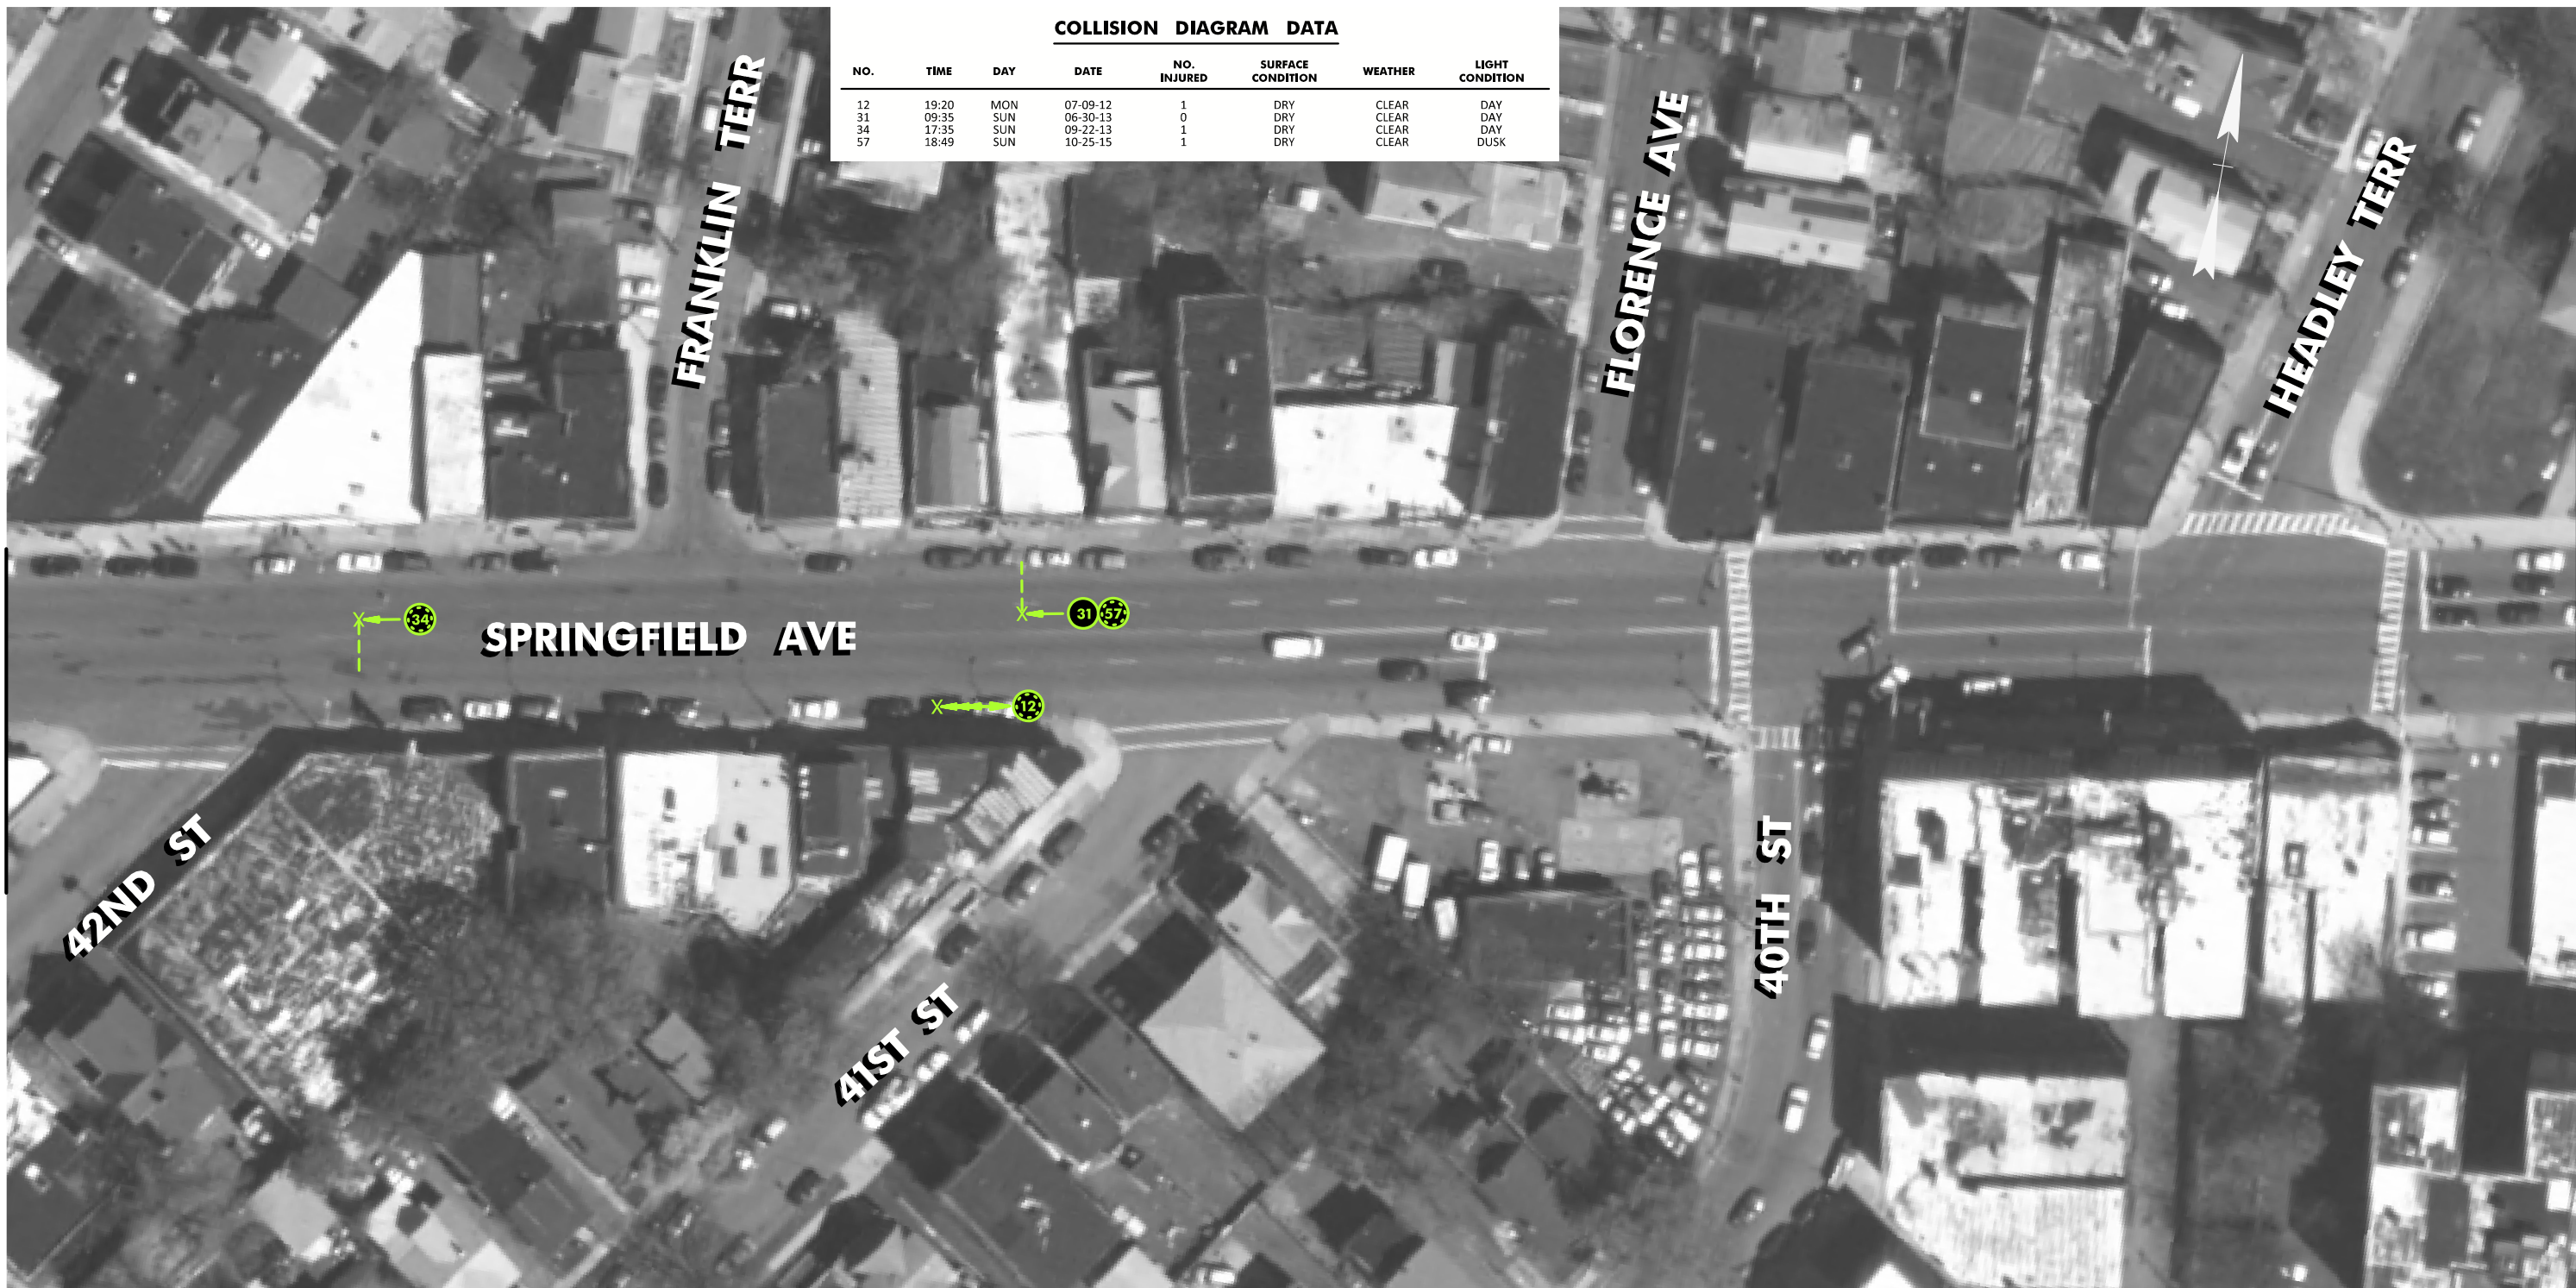 COLLISION DIAGRAM DATA
NO. TIME DAY DATE NO. INJURED SURFACE CONDITION WEATHER LIGHT CONDITION
12 19:20 MON 07-09-12 1 DRY CLEAR DAY
31 09:35 SUN 06-30-13 0 DRY CLEAR DAY
34 17:35 SUN 09-22-13 1 DRY CLEAR DAY
57 18:49 SUN 10-25-15 1 DRY CLEAR DUSK
FRANKLIN TERR
FLORENCE AVE
HEADLEY TERR
X 34
SPRINGFIELD AVE
X 31 57
X 12
42ND ST
41ST ST
40TH ST